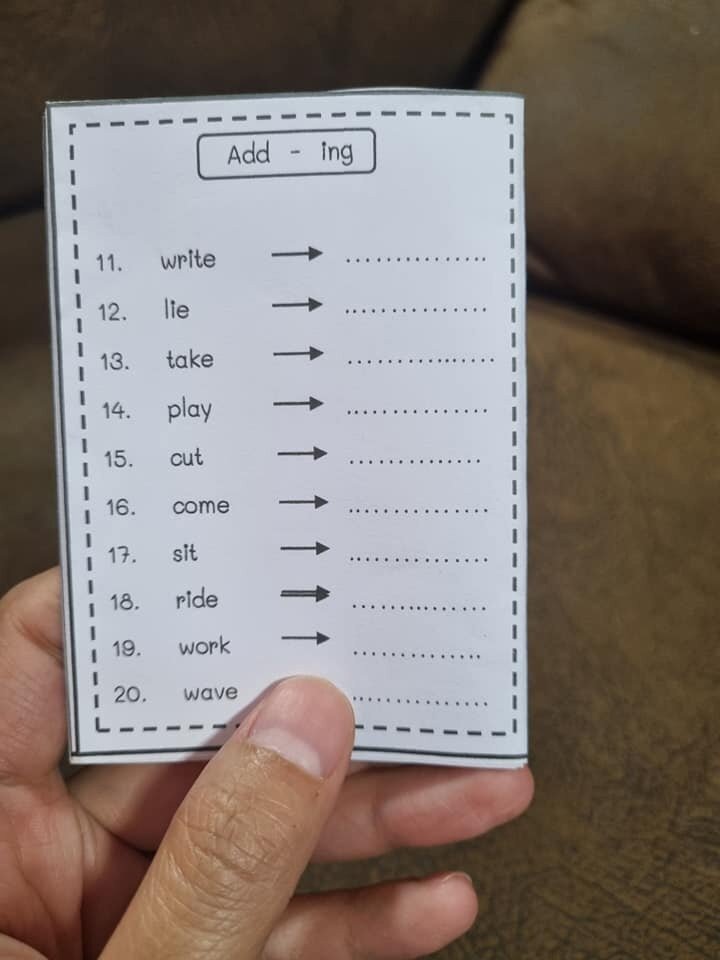 Add - ing
11. write → ...............
12. lie → ...............
13. take → ...............
14. play → ...............
15. cut → ..............
16. come → ...............
17. sit → ...............
18. ride → ...............
19. work → ..............
20. wave ...............